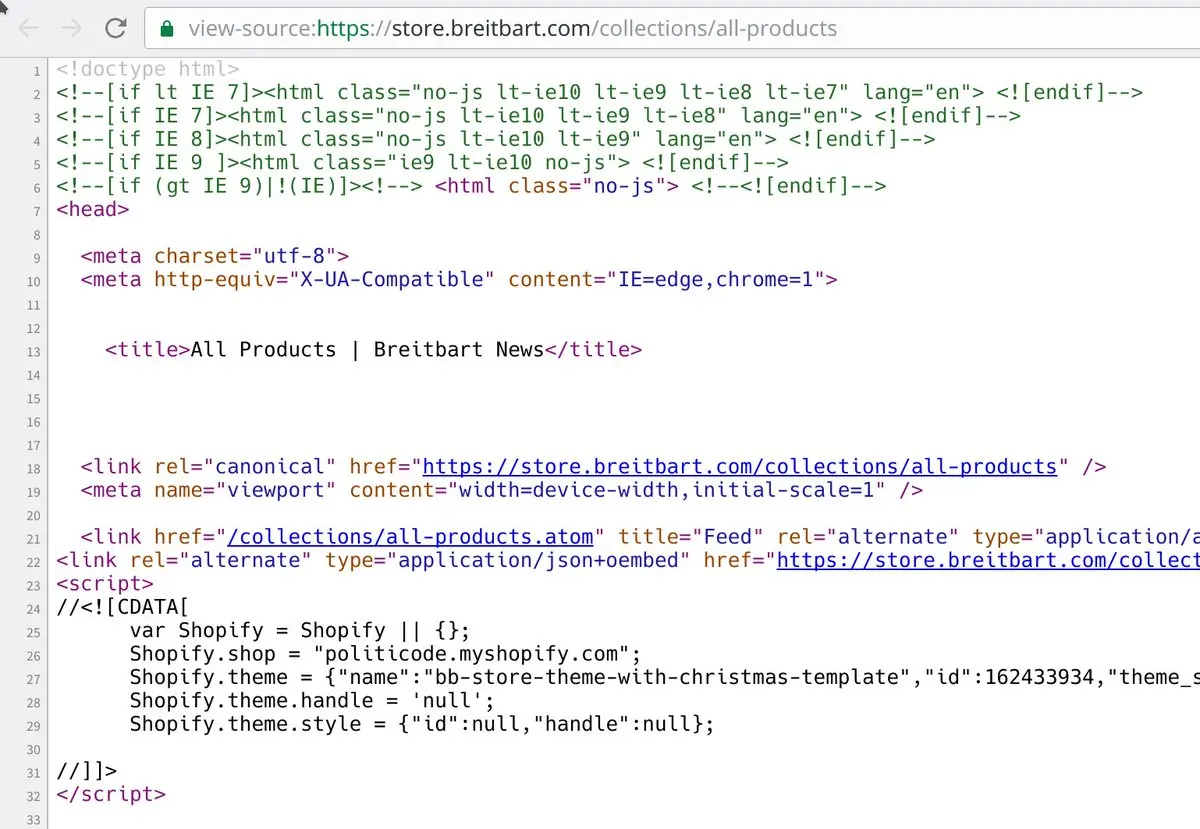 view-source:https://store.breitbart.com/collections/all-products
1 <!doctype html>
2 <!--[if lt IE 7]><html class="no-js lt-ie10 lt-ie9 lt-ie8 lt-ie7" lang="en"> <![endif]-->
3 <!--[if IE 7]><html class="no-js lt-ie10 lt-ie9 lt-ie8" lang="en"> <![endif]-->
4 <!--[if IE 8]><html class="no-js lt-ie10 lt-ie9" lang="en"> <![endif]-->
5 <!--[if IE 9 ]><html class="ie9 lt-ie10 no-js"> <![endif]-->
6 <!--[if (gt IE 9)|!(IE)]><!--> <html class="no-js"> <!--<![endif]-->
7 <head>
8
9 <meta charset="utf-8">
10 <meta http-equiv="X-UA-Compatible" content="IE=edge,chrome=1">
11
12
13 <title>All Products | Breitbart News</title>
14
15
16
17
18 <link rel="canonical" href="https://store.breitbart.com/collections/all-products" />
19 <meta name="viewport" content="width=device-width,initial-scale=1" />
20
21 <link href="/collections/all-products.atom" title="Feed" rel="alternate" type="application/a
22 <link rel="alternate" type="application/json+oembed" href="https://store.breitbart.com/collect
23 <script>
24 //<![CDATA[
25 var Shopify = Shopify || {};
26 Shopify.shop = "politicode.myshopify.com";
27 Shopify.theme = {"name":"bb-store-theme-with-christmas-template","id":162433934,"theme_s
28 Shopify.theme.handle = 'null';
29 Shopify.theme.style = {"id":null,"handle":null};
30
31 //]]>
32 </script>
33